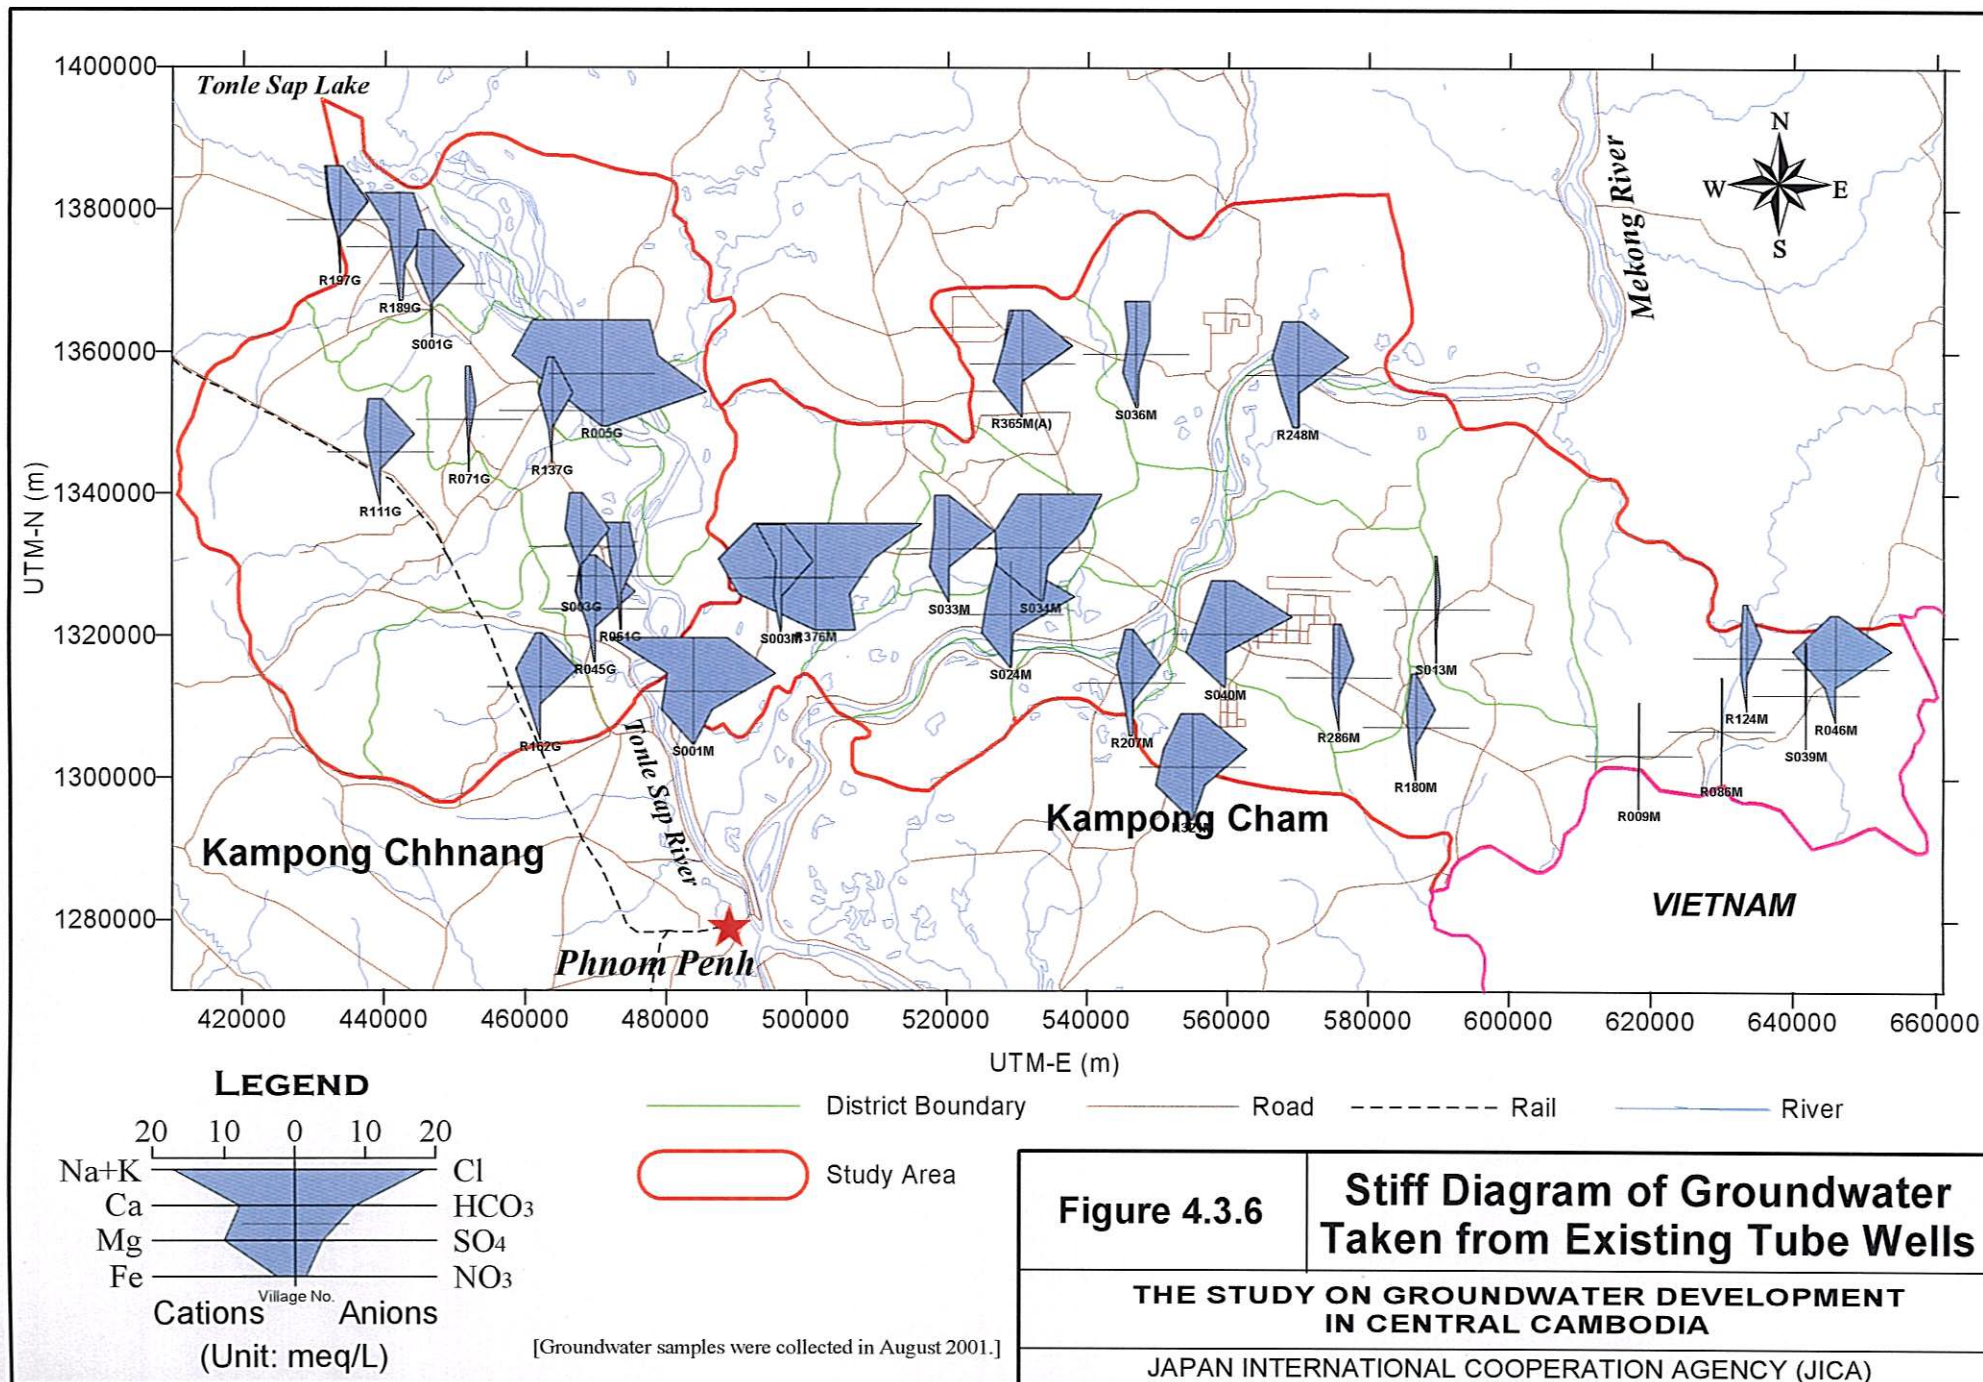 1400000
1380000
1360000
1340000
1320000
1300000
1280000
UTM-N (m)
Tonle Sap Lake
Mekong River
N
W
E
S
R197G
R189G
S001G
R005G
R137G
R071G
R111G
S003G
R061G
R045G
R162G
S001M
S003M
R376M
S033M
S034M
S024M
R365M(A)
S036M
R248M
R207M
S040M
R286M
S013M
R180M
R009M
R086M
R124M
S039M
R046M
Tonle Sap River
Kampong Chhnang
Kampong Cham
VIETNAM
Phnom Penh
420000 440000 460000 480000 500000 520000 540000 560000 580000 600000 620000 640000 660000
UTM-E (m)
LEGEND
20 10 0 10 20
Na+K Cl
Ca HCO3
Mg SO4
Fe NO3
Village No.
Cations Anions
(Unit: meq/L)
District Boundary
Road
Rail
River
Study Area
[Groundwater samples were collected in August 2001.]
Figure 4.3.6
Stiff Diagram of Groundwater
Taken from Existing Tube Wells
THE STUDY ON GROUNDWATER DEVELOPMENT
IN CENTRAL CAMBODIA
JAPAN INTERNATIONAL COOPERATION AGENCY (JICA)